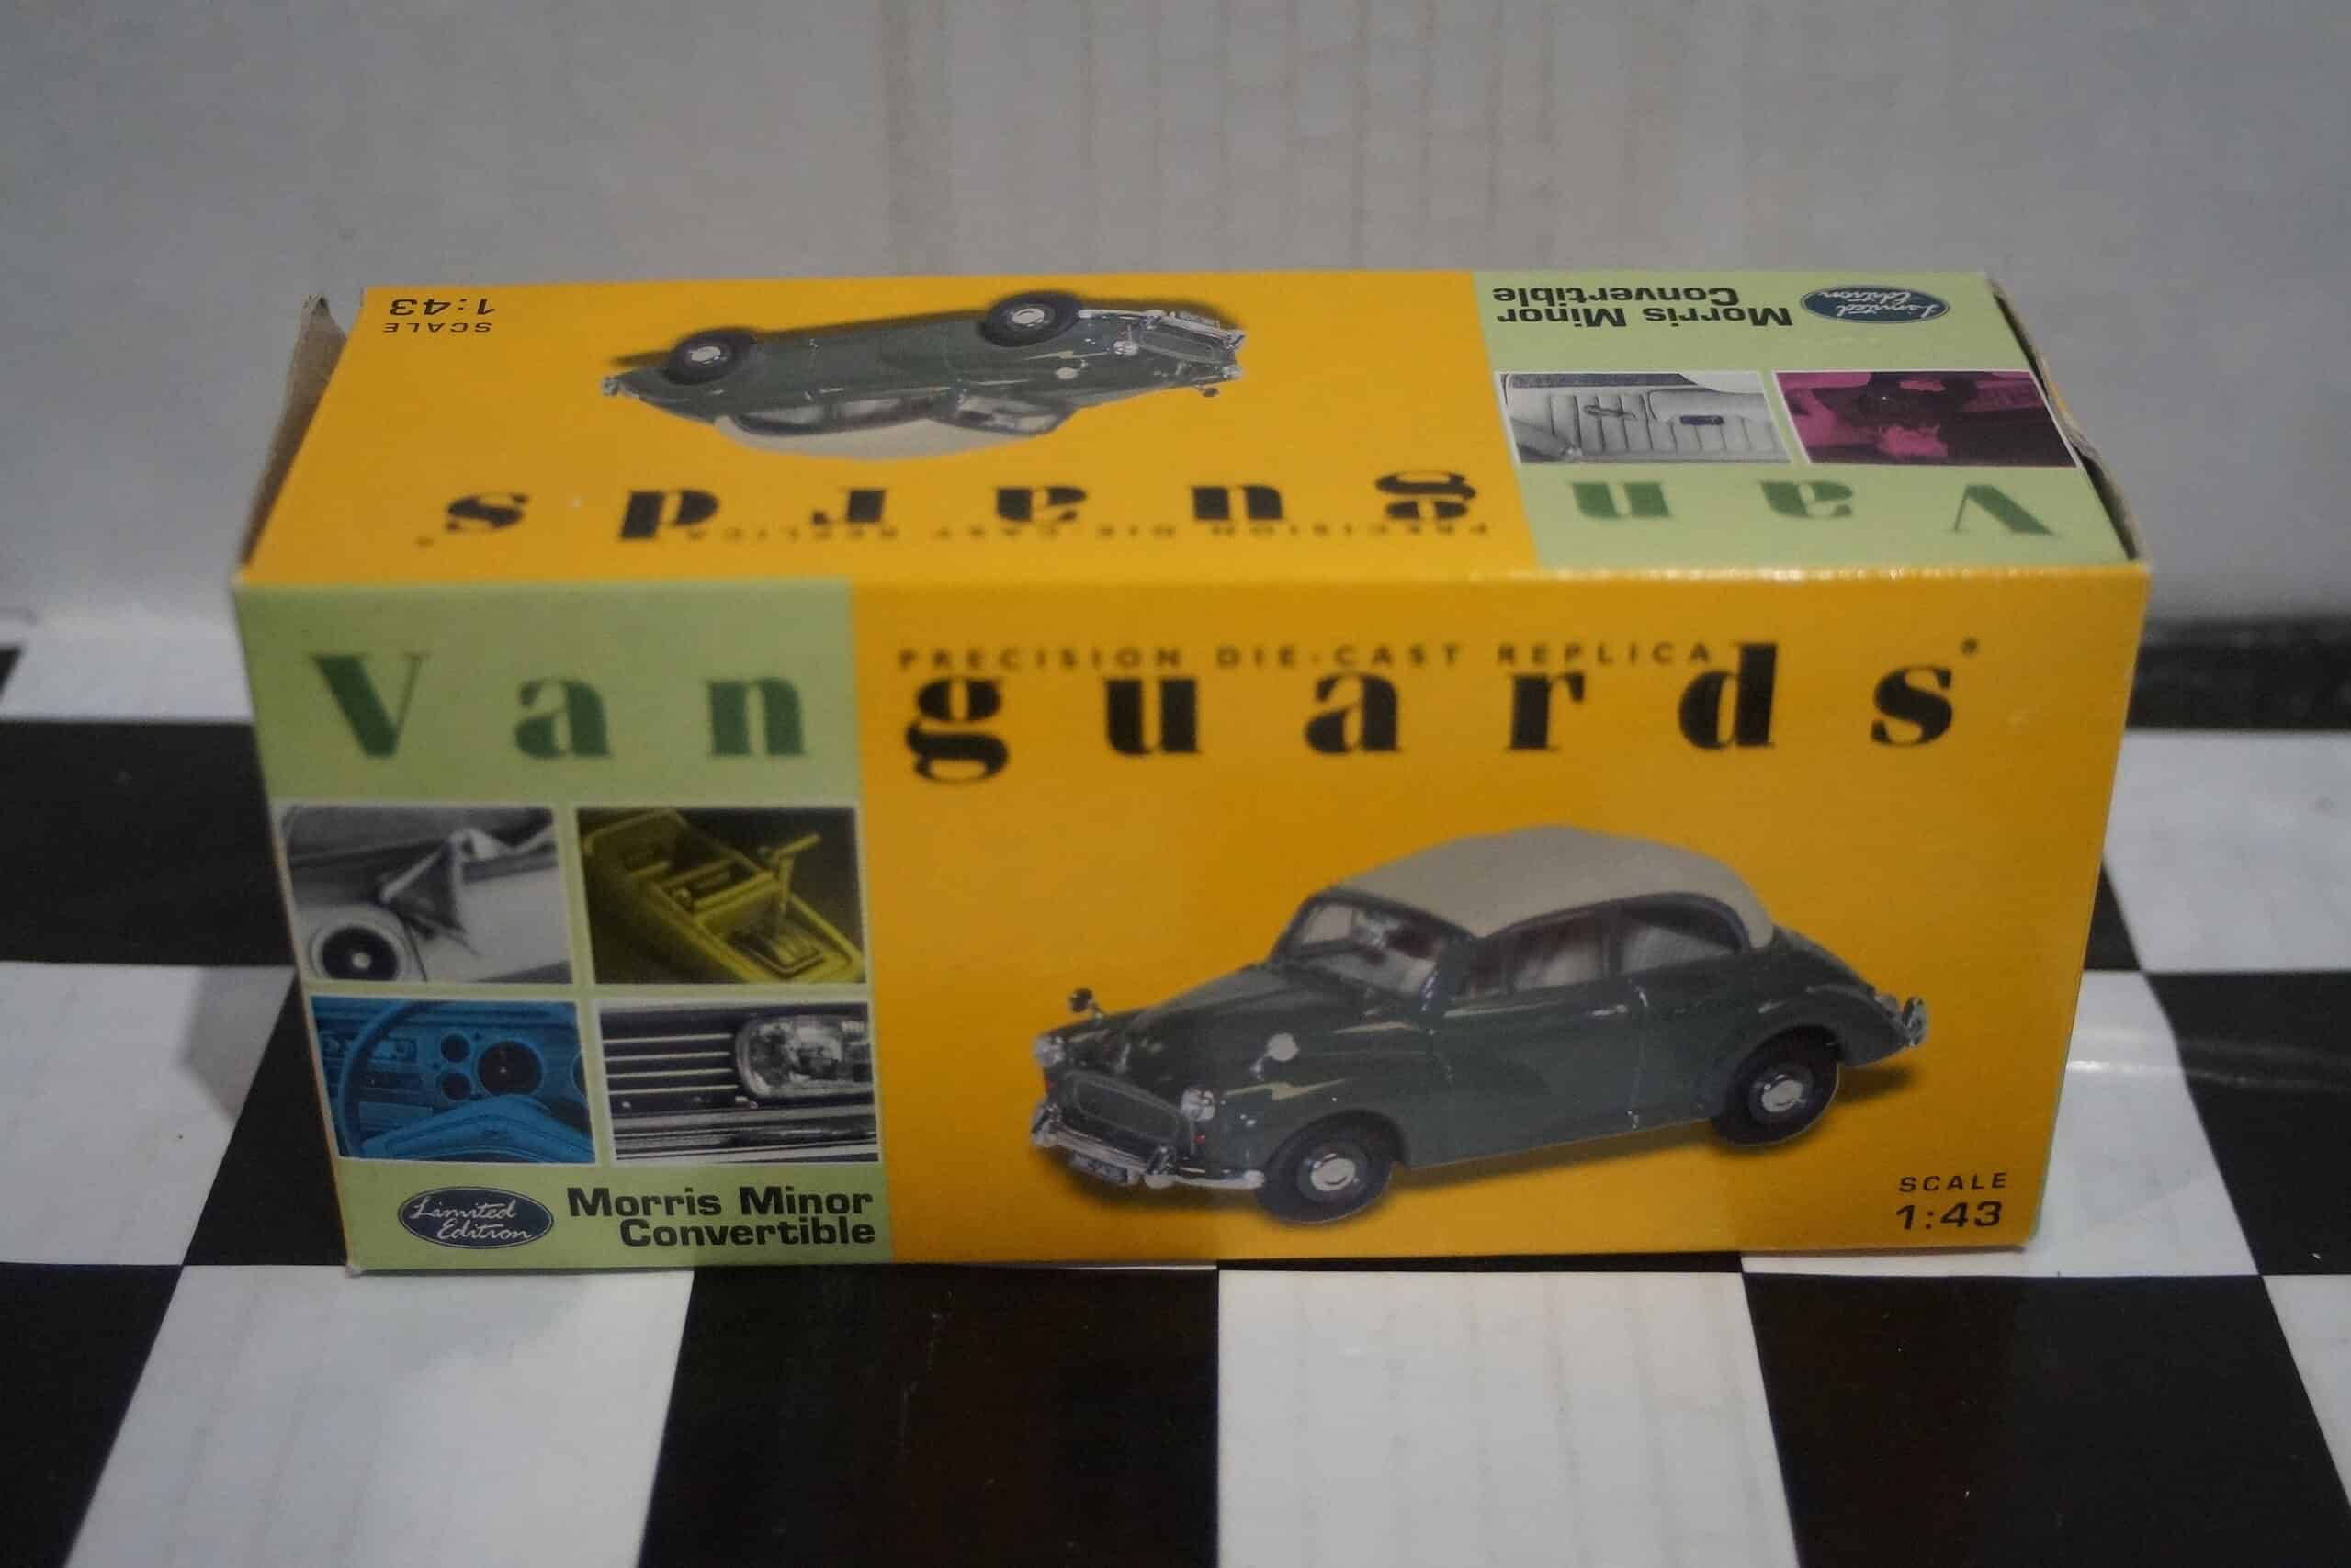 SCALE
1:43
Morris Minor
Convertible
Limited
Edition
Vanguards
PRECISION DIE-CAST REPLICA
PRECISION DIE-CAST REPLICA
Vanguards
Limited
Edition
Morris Minor
Convertible
SCALE
1:43